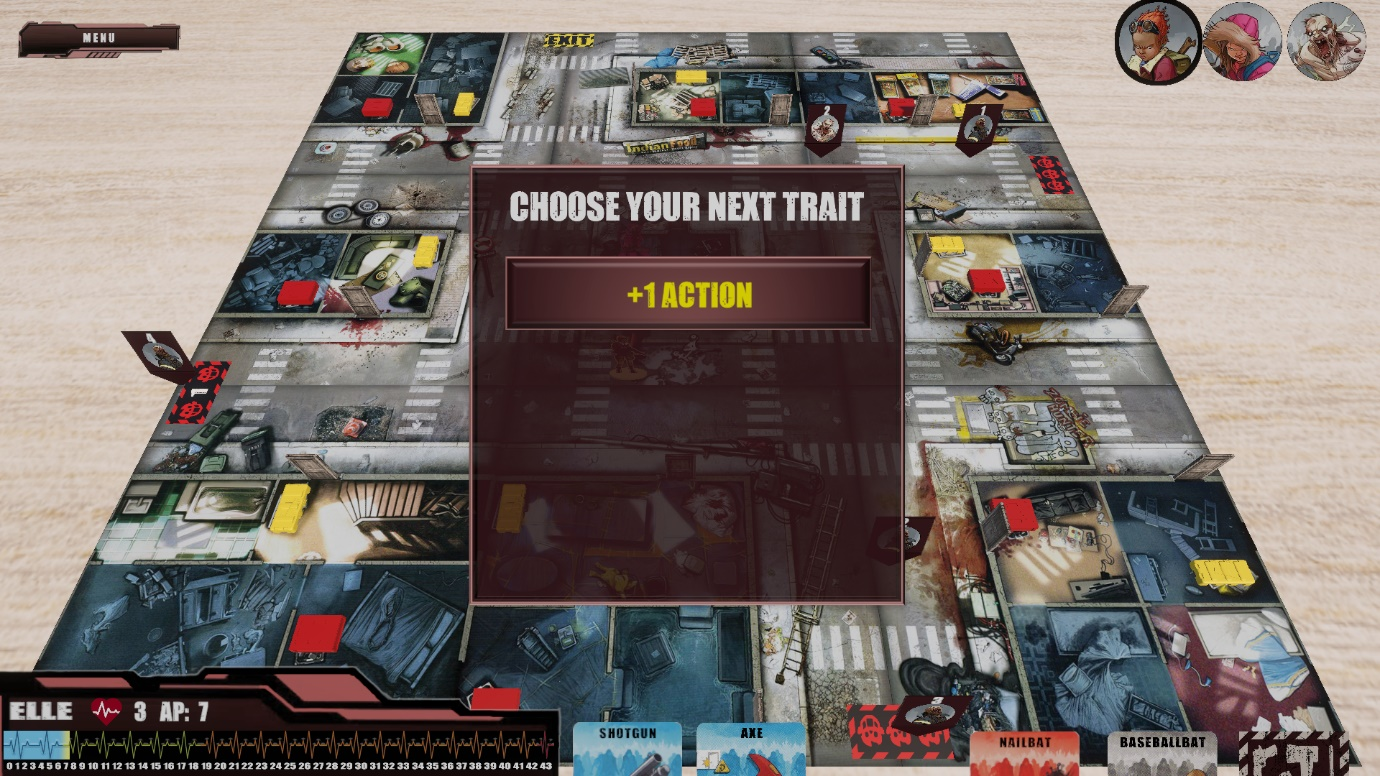 MENU
EXIT
2
1
Indian Food
CHOOSE YOUR NEXT TRAIT
+1 ACTION
ELLE 3 AP: 7
0 1 2 3 4 5 6 7 8 9 10 11 12 13 14 15 16 17 18 19 20 21 22 23 24 25 26 27 28 29 30 31 32 33 34 35 36 37 38 39 40 41 42 43
SHOTGUN
AXE
NAILBAT
BASEBALLBAT